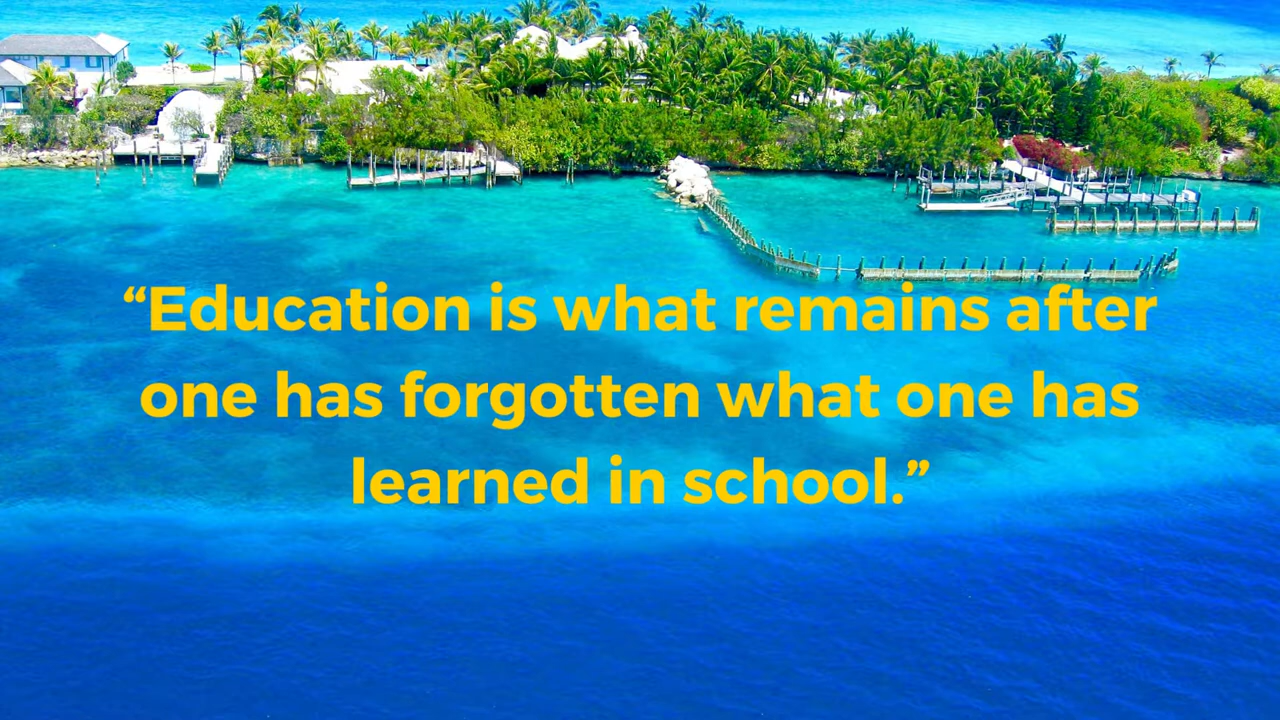 “Education is what remains after
one has forgotten what one has
learned in school.”